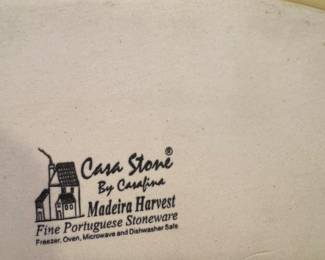 Casa Stone®
By Casafina
Madeira Harvest
Fine Portuguese Stoneware
Freezer, Oven, Microwave and Dishwasher Safe